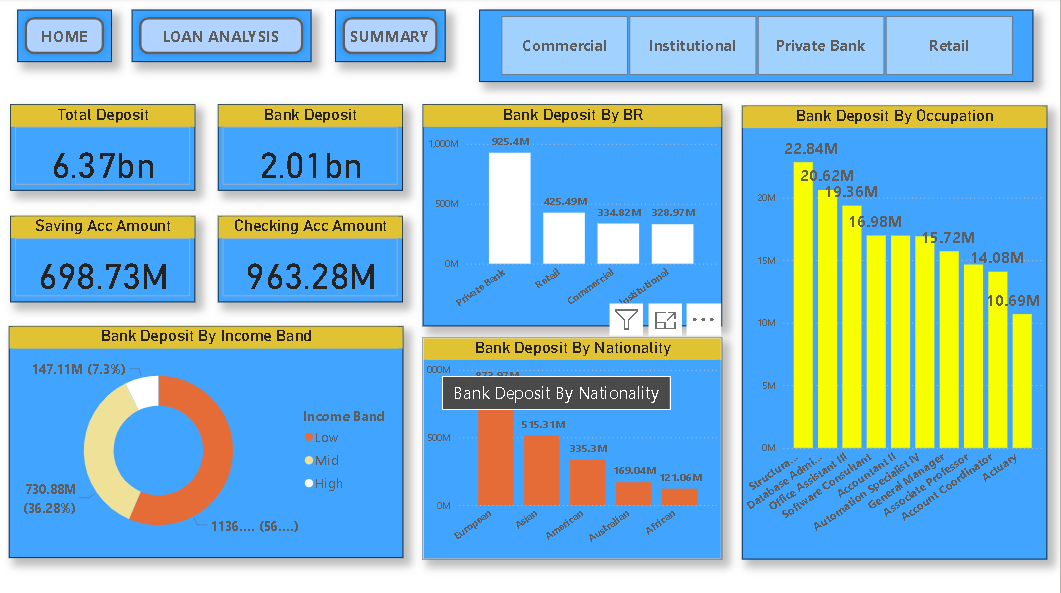 HOME
LOAN ANALYSIS
SUMMARY
Commercial
Institutional
Private Bank
Retail
Total Deposit
6.37bn
Bank Deposit
2.01bn
Saving Acc Amount
698.73M
Checking Acc Amount
963.28M
Bank Deposit By BR
1,000M
500M
0M
925.4M
425.49M
334.82M
328.97M
Private Bank
Retail
Commercial
Institutional
Bank Deposit By Occupation
20M
15M
10M
5M
0M
22.84M
20.62M
19.36M
16.98M
15.72M
14.08M
10.69M
Structura...
Database Admi...
Office Assistant III
Software Consultant
Accountant II
Automation Specialist IV
General Manager
Associate Professor
Account Coordinator
Actuary
Bank Deposit By Income Band
147.11M (7.3%)
730.88M
(36.28%)
1136.... (56....)
Income Band
Low
Mid
High
Bank Deposit By Nationality
000M
500M
0M
Bank Deposit By Nationality
515.31M
335.3M
169.04M
121.06M
European
Asian
American
Australian
African